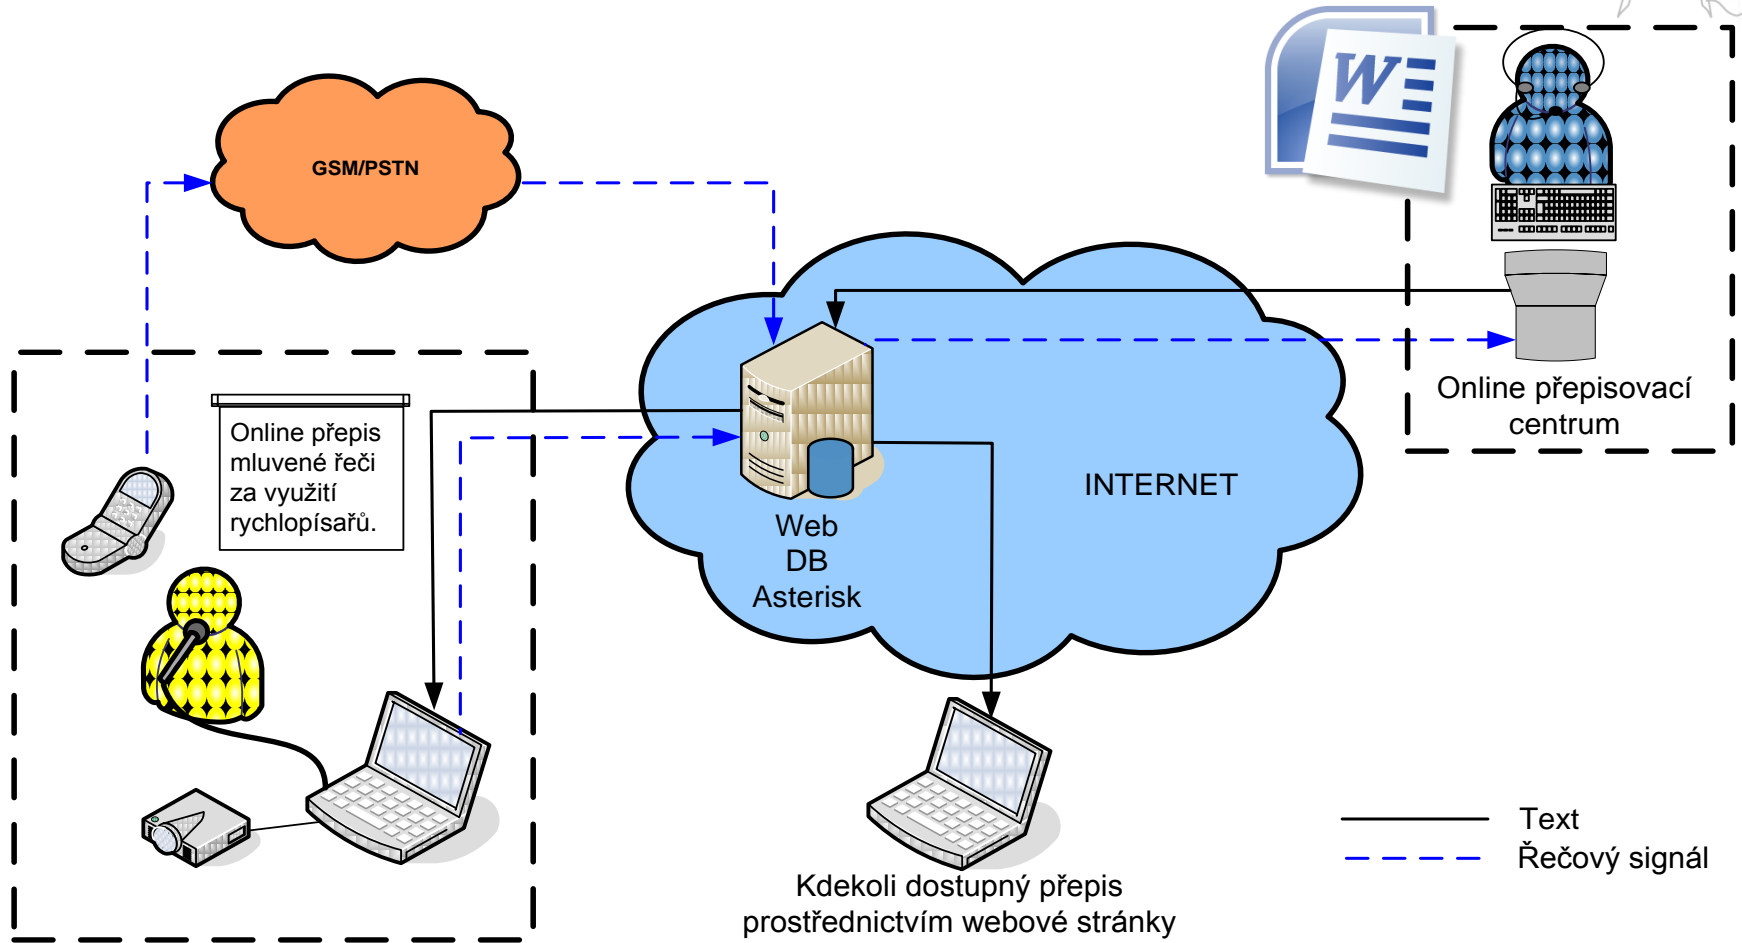 GSM/PSTN
W
Online přepisovací
centrum
Online přepis
mluvené řeči
za využití
rychlopísařů.
INTERNET
Web
DB
Asterisk
Text
Řečový signál
Kdekoli dostupný přepis
prostřednictvím webové stránky